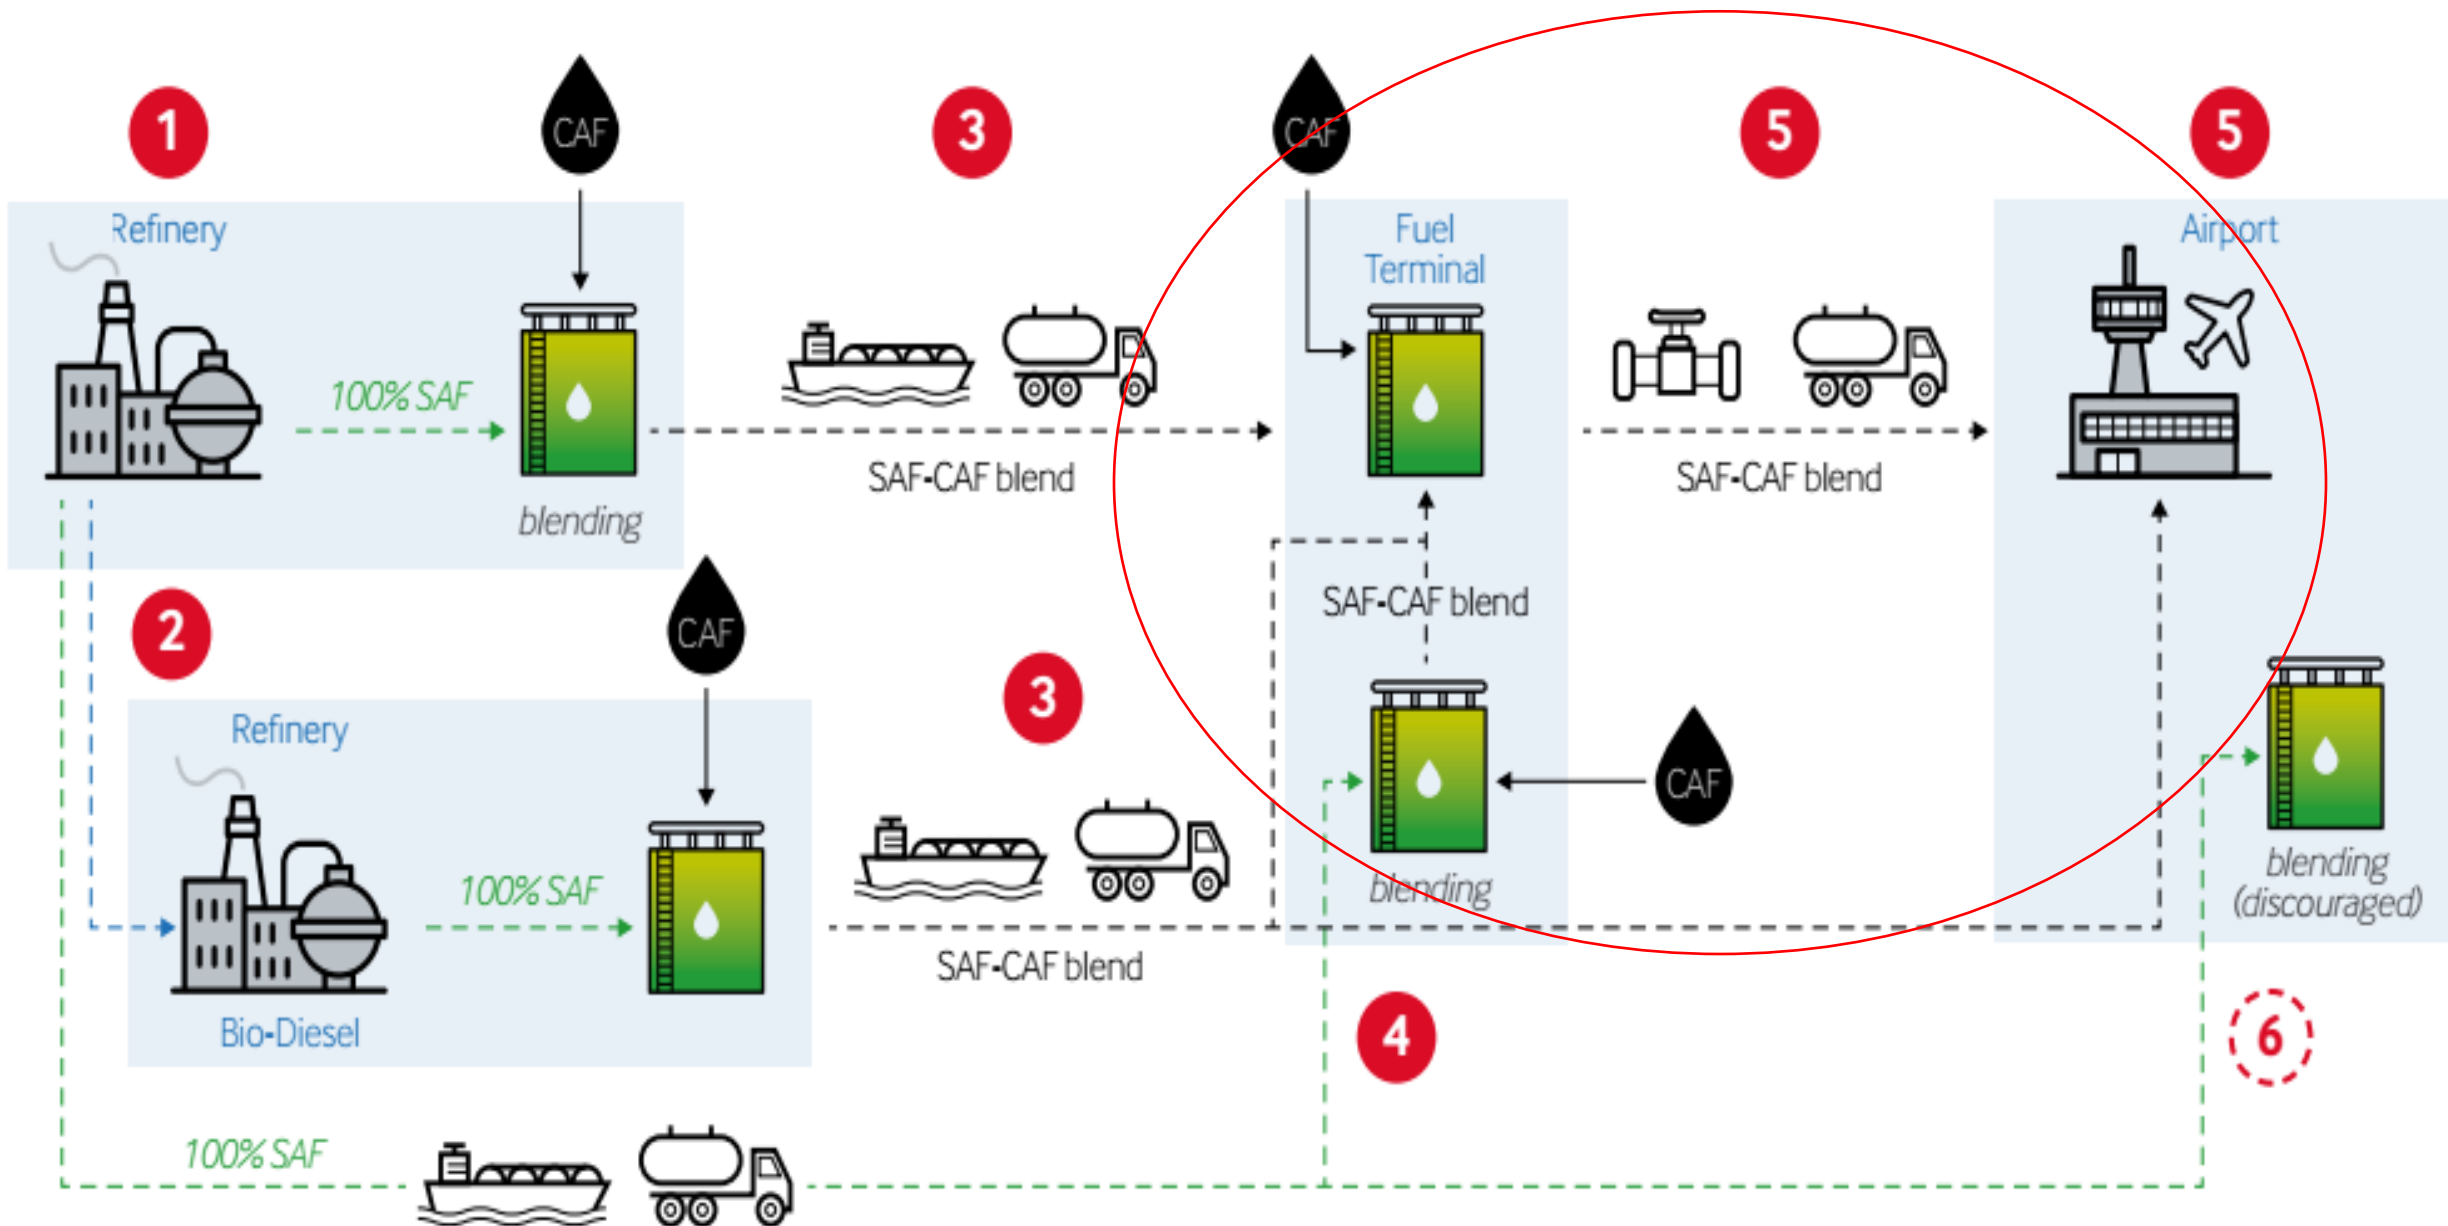 1
CAF
3
CAF
5
5
Refinery
Fuel
Terminal
Airport
100% SAF
SAF-CAF blend
SAF-CAF blend
blending
2
CAF
SAF-CAF blend
3
Refinery
CAF
100% SAF
blending
blending
(discouraged)
SAF-CAF blend
Bio-Diesel
4
6
100% SAF